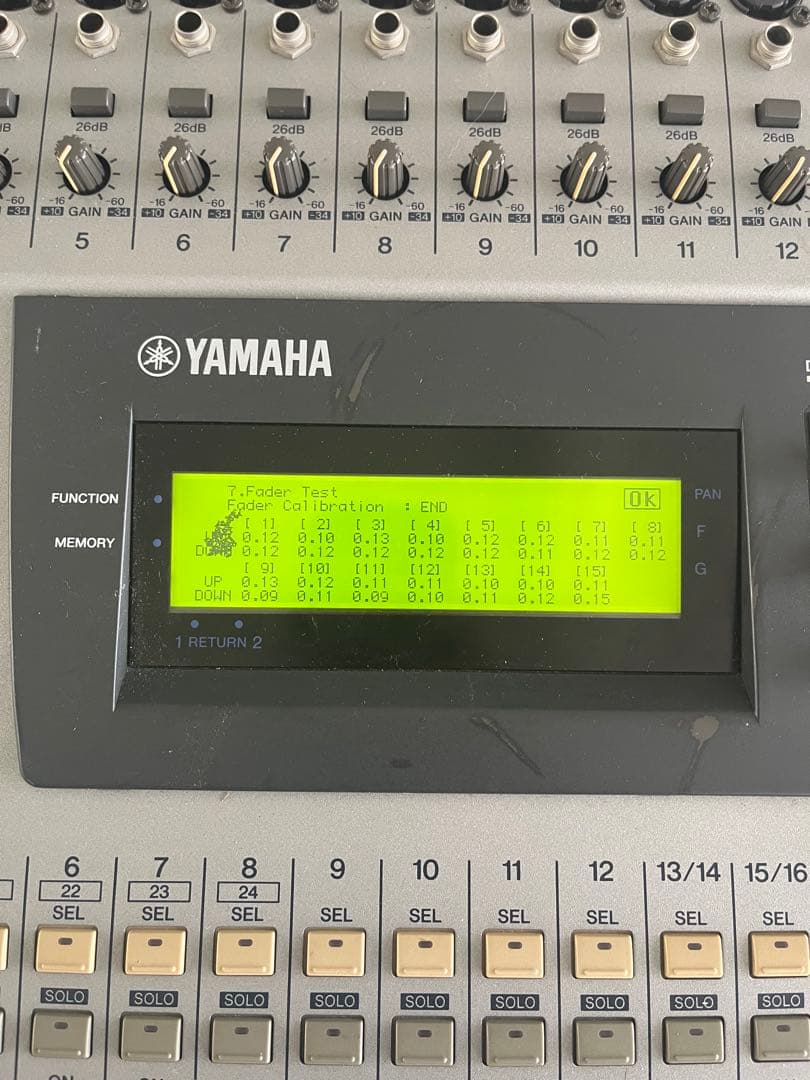 26dB 26dB 26dB 26dB 26dB 26dB 26dB 26dB
-60 -16 -60 -16 -60 -16 -60 -16 -60 -16 -60 -16 -60 -16 -60 -16
-34 +10 GAIN -34 +10 GAIN -34 +10 GAIN -34 +10 GAIN -34 +10 GAIN -34 +10 GAIN -34 +10 GAIN -34 +10 GAIN
5 6 7 8 9 10 11 12
YAMAHA
FUNCTION
MEMORY
7.Fader Test
OK
Fader Calibration : END
[ 1] [ 2] [ 3] [ 4] [ 5] [ 6] [ 7] [ 8]
0.12 0.10 0.13 0.10 0.12 0.12 0.11 0.11
0.12 0.12 0.12 0.12 0.12 0.11 0.12 0.12
[ 9] [10] [11] [12] [13] [14] [15]
UP 0.13 0.12 0.11 0.11 0.10 0.10 0.11
DOWN 0.09 0.11 0.09 0.10 0.11 0.12 0.15
PAN
F
G
1 RETURN 2
6 7 8 9 10 11 12 13/14 15/16
22 23 24
SEL SEL SEL SEL SEL SEL SEL SEL SEL
SOLO SOLO SOLO SOLO SOLO SOLO SOLO SOLO SOLO